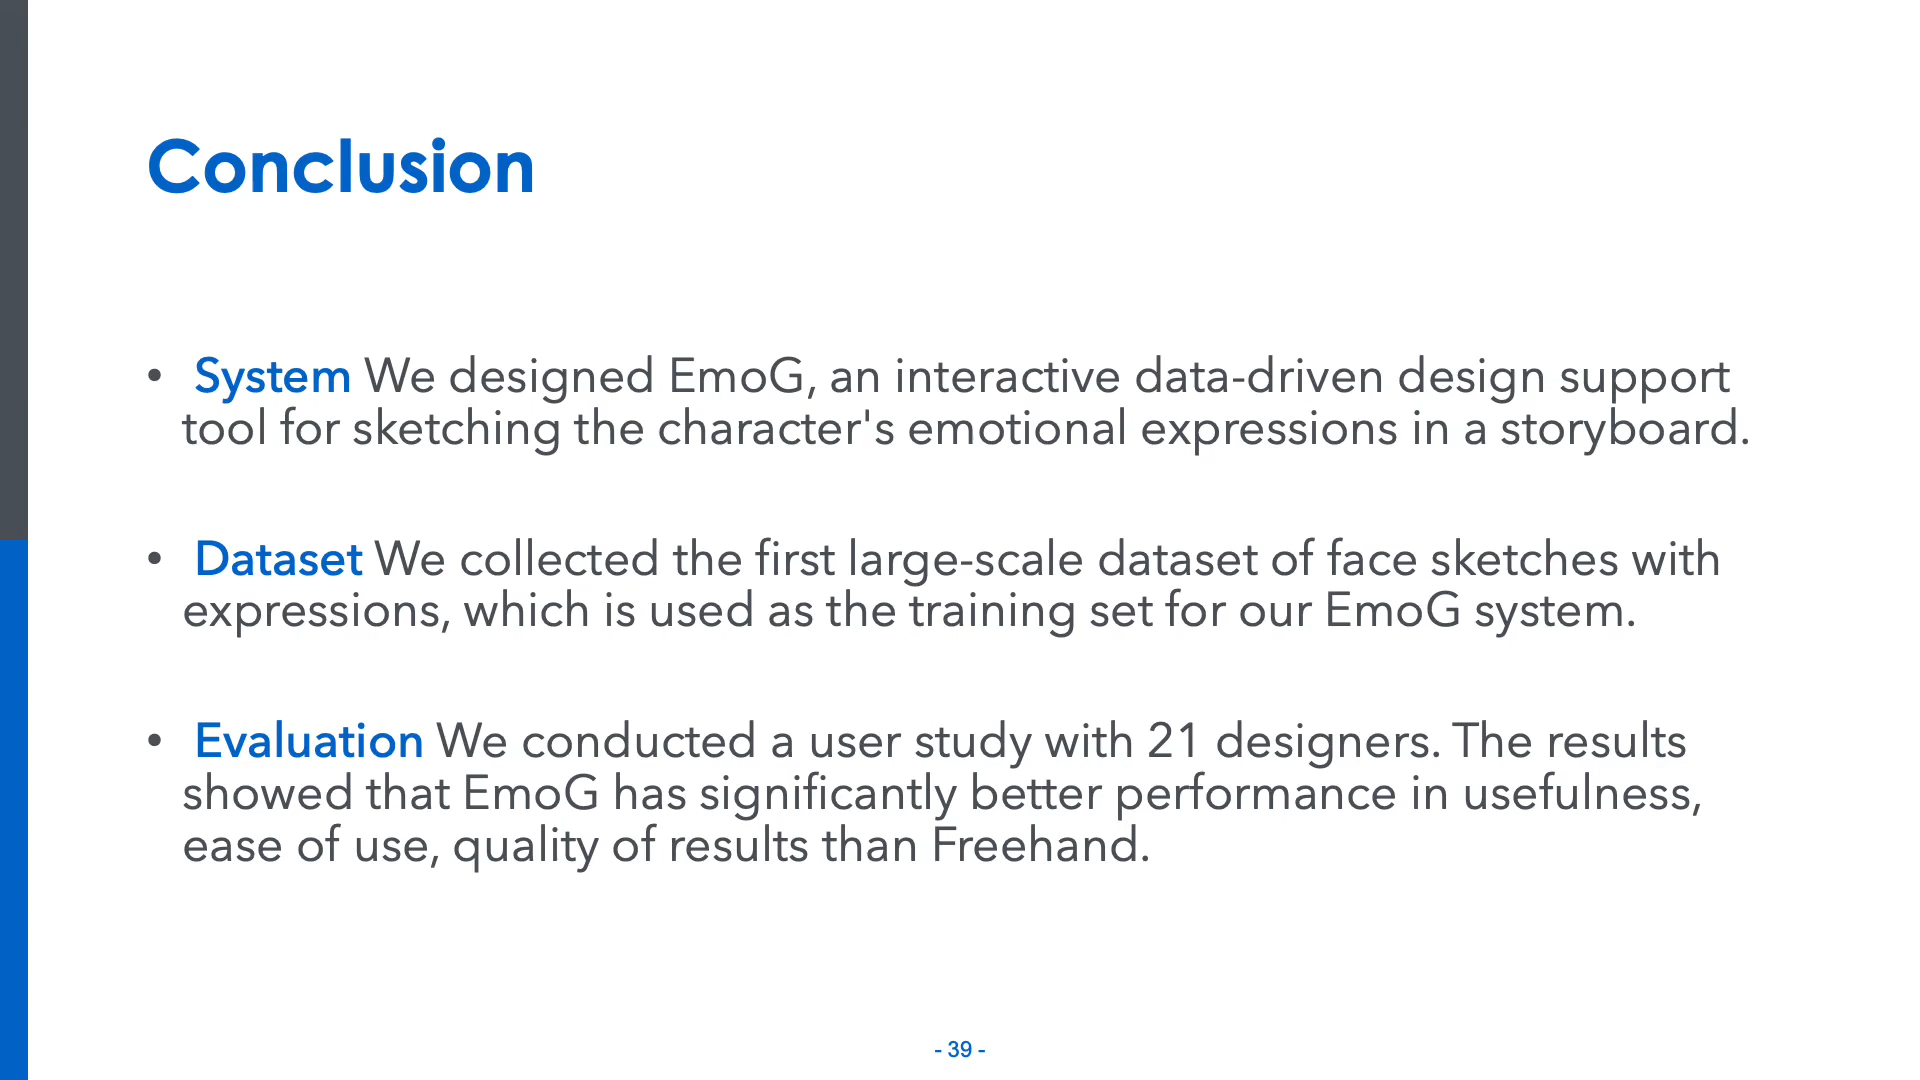 Conclusion
• System We designed EmoG, an interactive data-driven design support
tool for sketching the character's emotional expressions in a storyboard.
• Dataset We collected the first large-scale dataset of face sketches with
expressions, which is used as the training set for our EmoG system.
• Evaluation We conducted a user study with 21 designers. The results
showed that EmoG has significantly better performance in usefulness,
ease of use, quality of results than Freehand.
- 39 -